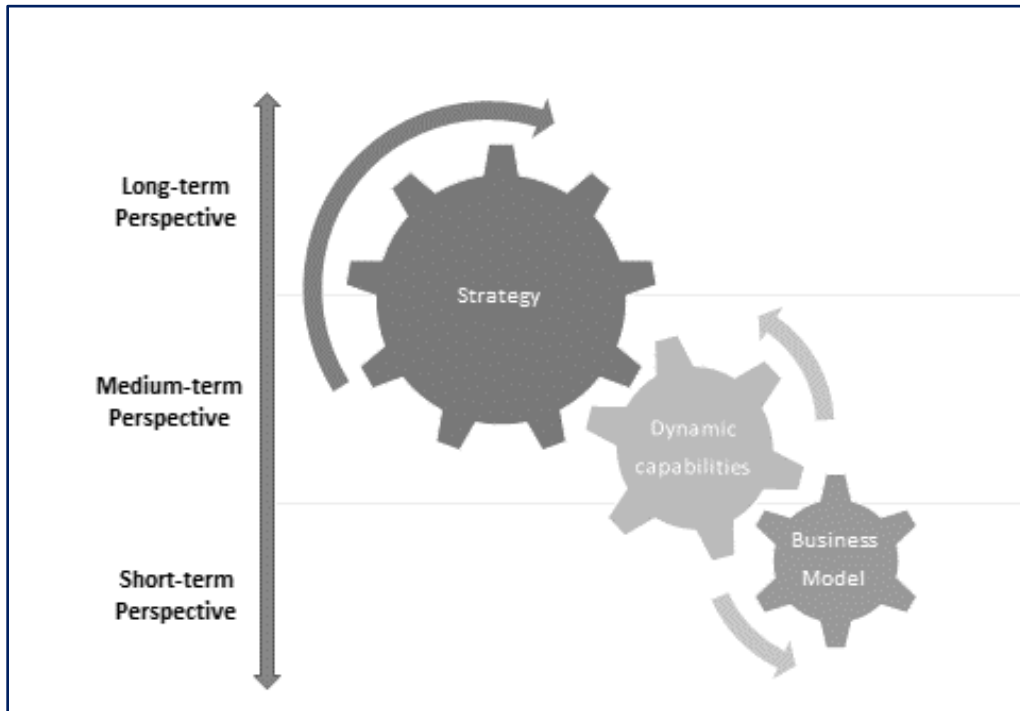 Long-term
Perspective
Strategy
Medium-term
Perspective
Dynamic
capabilities
Short-term
Perspective
Business
Model